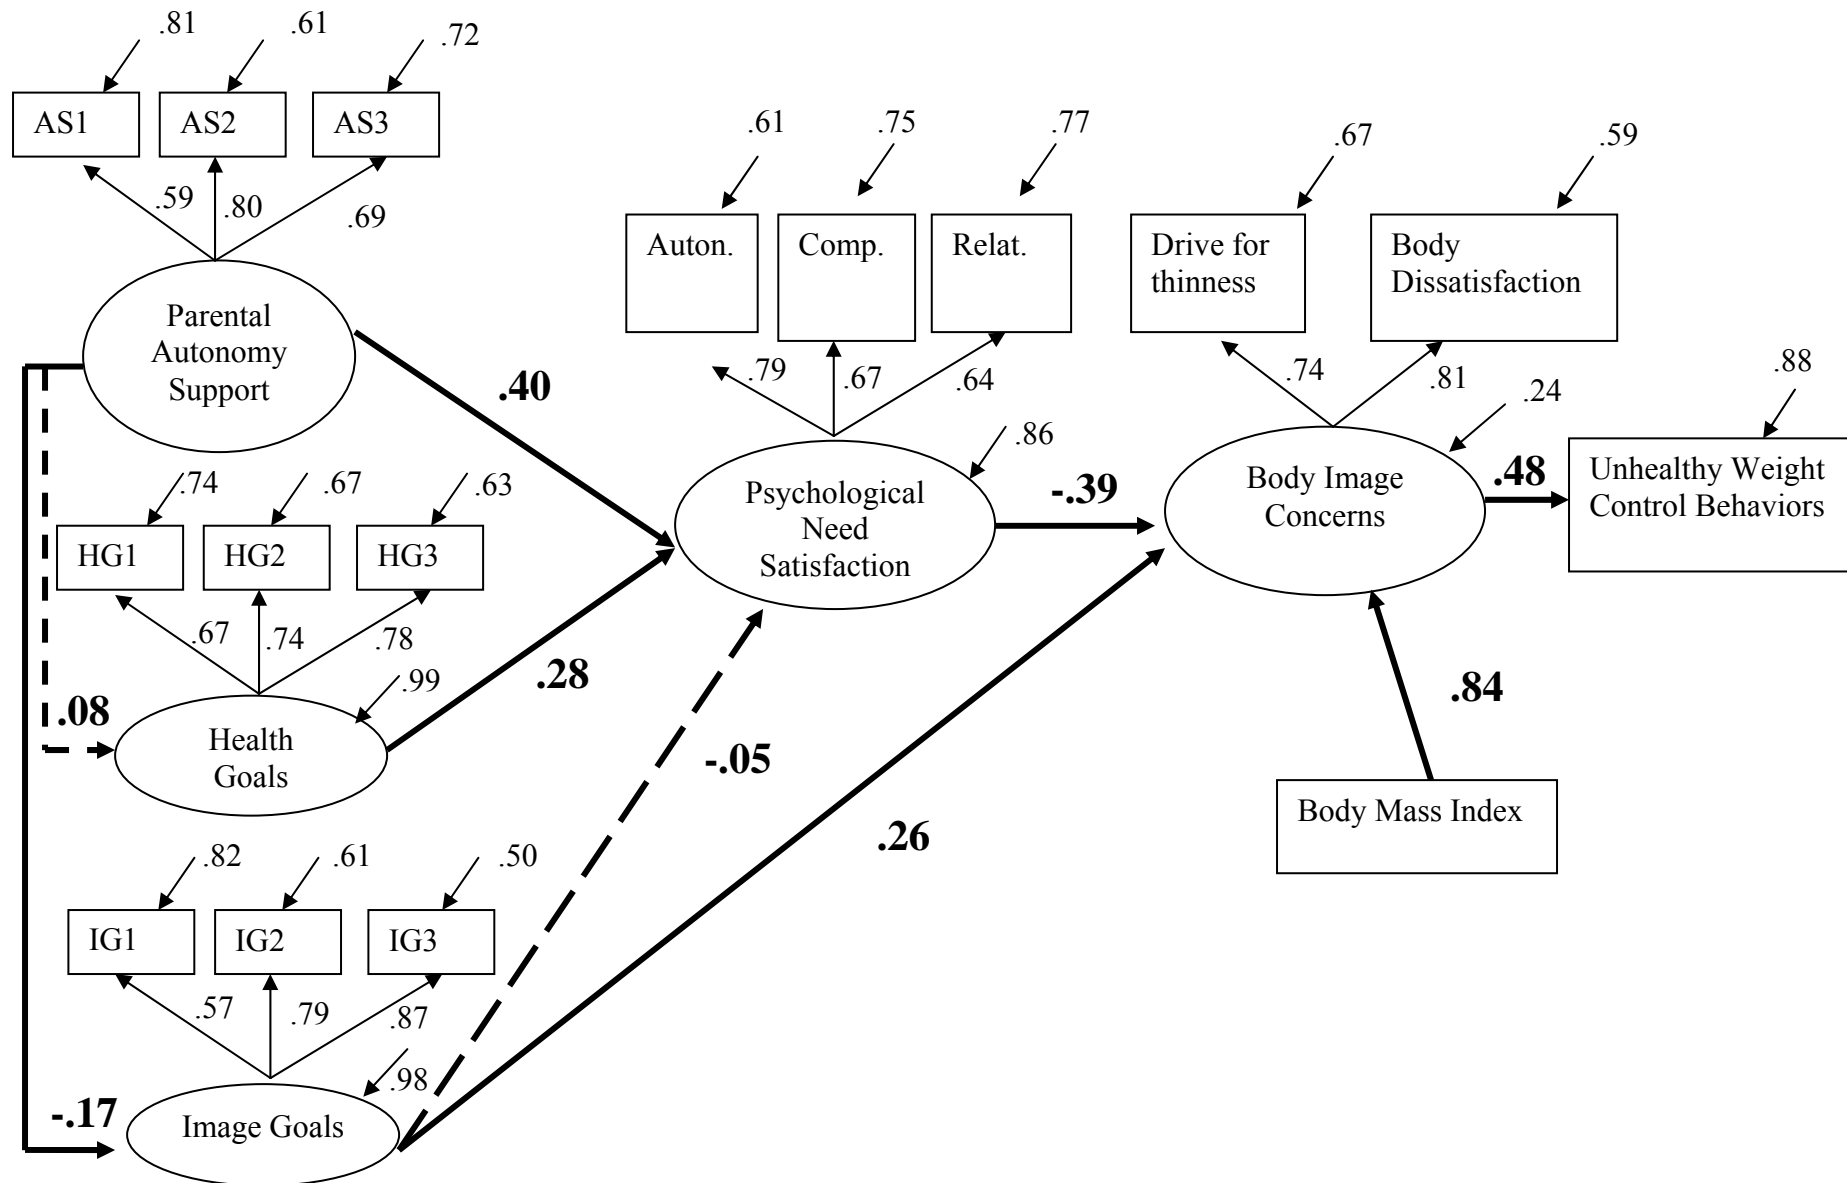 .81
.61
.72
AS1
AS2
AS3
.59
.80
.69
Parental
Autonomy
Support
.61
.75
.77
Auton.
Comp.
Relat.
.79
.67
.64
.67
.59
Drive for
thinness
Body
Dissatisfaction
.74
.81
.40
.86
Psychological
Need
Satisfaction
-.39
.24
Body Image
Concerns
.48
.88
Unhealthy Weight
Control Behaviors
.74
.67
.63
HG1
HG2
HG3
.67
.74
.78
.99
.08
Health
Goals
.28
-.05
.26
.84
Body Mass Index
.82
.61
.50
IG1
IG2
IG3
.57
.79
.87
.98
-.17
Image Goals